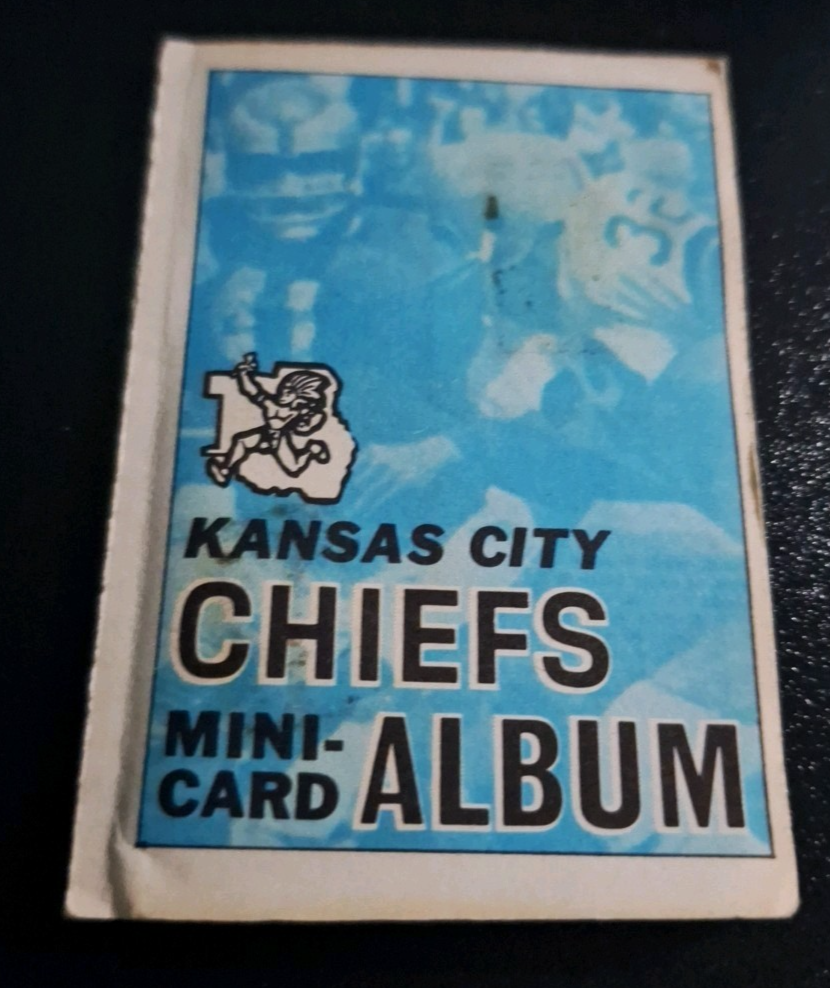 KANSAS CITY
CHIEFS
MINI-
CARD ALBUM